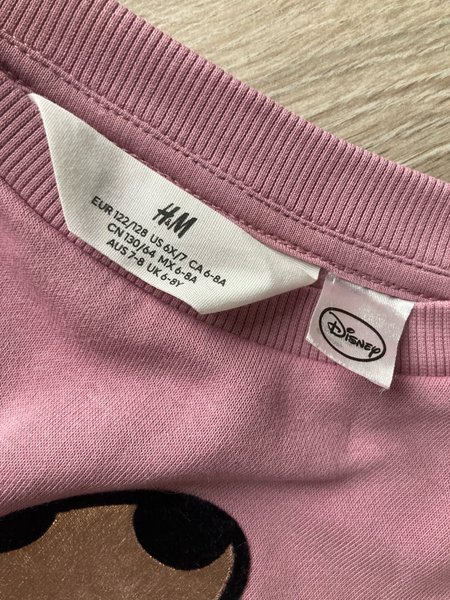 H&M
EUR 122/128 US 6X/7 CA 6-8A
CN 130/64 MX 6-8A
AUS 7-8 UK 6-8Y
Disney